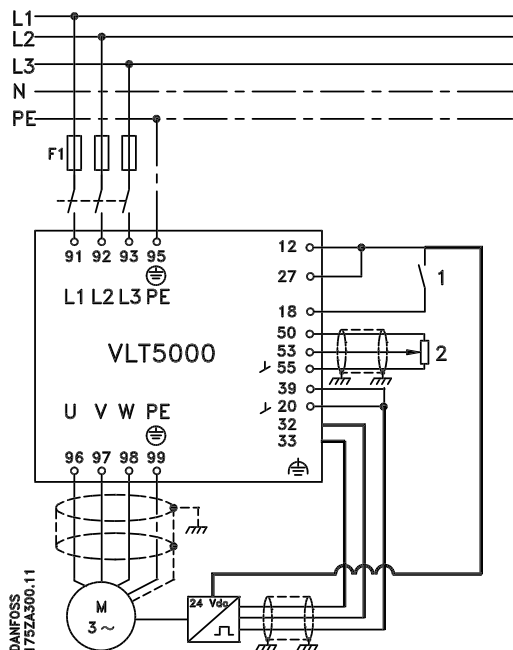 L1
L2
L3
N
PE
F1
91 92 93 95
L1 L2 L3 PE
VLT5000
U V W PE
96 97 98 99
12
27
18
50
53
55
39
20
32
33
1
2
M
3~
24 Vdc
DANFOSS
175ZA300.11